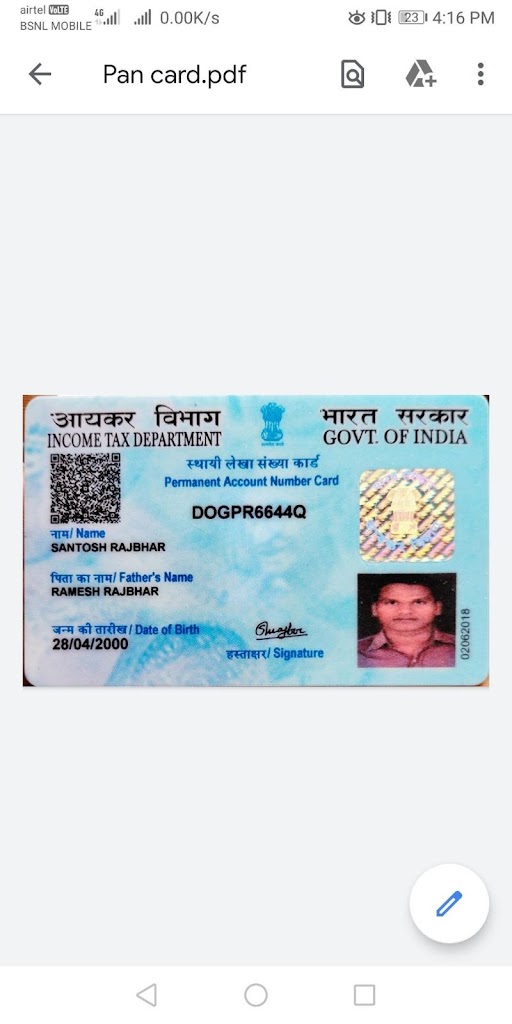 airtel VoLTE
BSNL MOBILE
4G
0.00K/s
23
4:16 PM
Pan card.pdf
आयकर विभाग
INCOME TAX DEPARTMENT
भारत सरकार
GOVT. OF INDIA
स्थायी लेखा संख्या कार्ड
Permanent Account Number Card
DOGPR6644Q
नाम/ Name
SANTOSH RAJBHAR
पिता का नाम/ Father's Name
RAMESH RAJBHAR
जन्म की तारीख/ Date of Birth
28/04/2000
हस्ताक्षर/ Signature
02062018